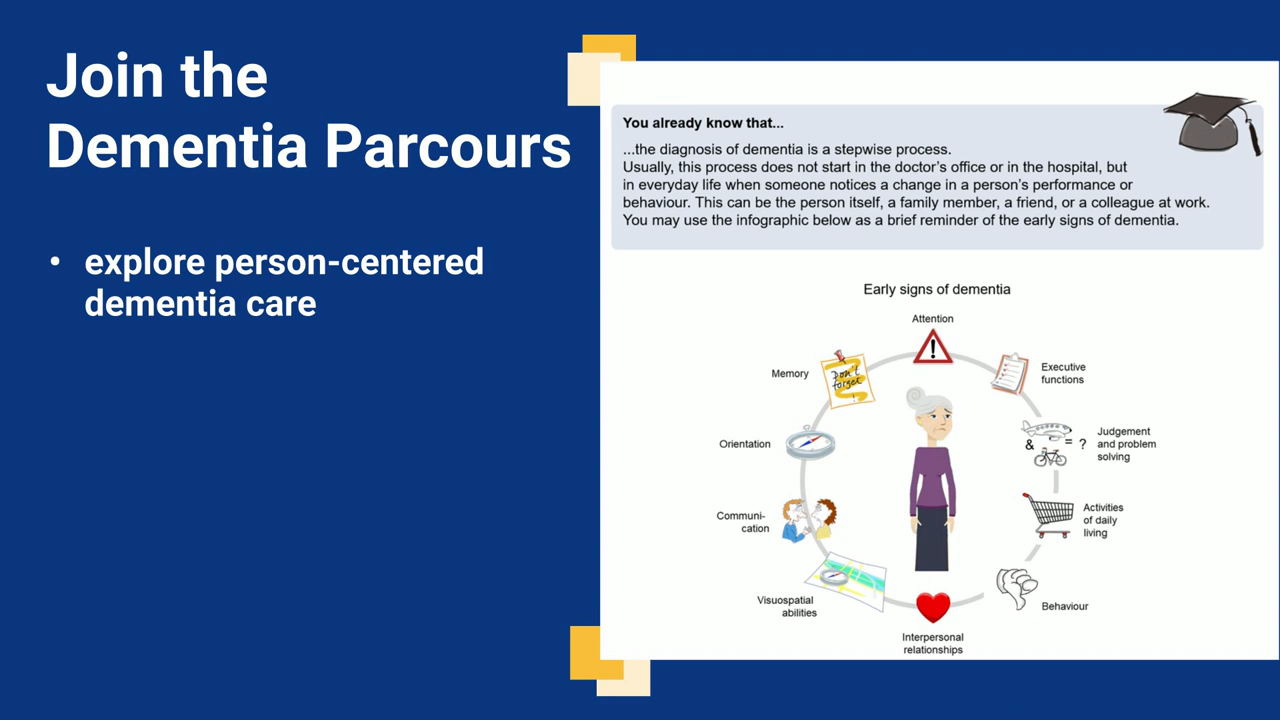 Join the
Dementia Parcours
• explore person-centered
dementia care
You already know that...
...the diagnosis of dementia is a stepwise process.
Usually, this process does not start in the doctor's office or in the hospital, but
in everyday life when someone notices a change in a person's performance or
behaviour. This can be the person itself, a family member, a friend, or a colleague at work.
You may use the infographic below as a brief reminder of the early signs of dementia.
Early signs of dementia
Attention
Memory
Don't
forget
Executive
functions
Orientation
& = ?
Judgement
and problem
solving
Communi-
cation
Activities
of daily
living
Visuospatial
abilities
Behaviour
Interpersonal
relationships